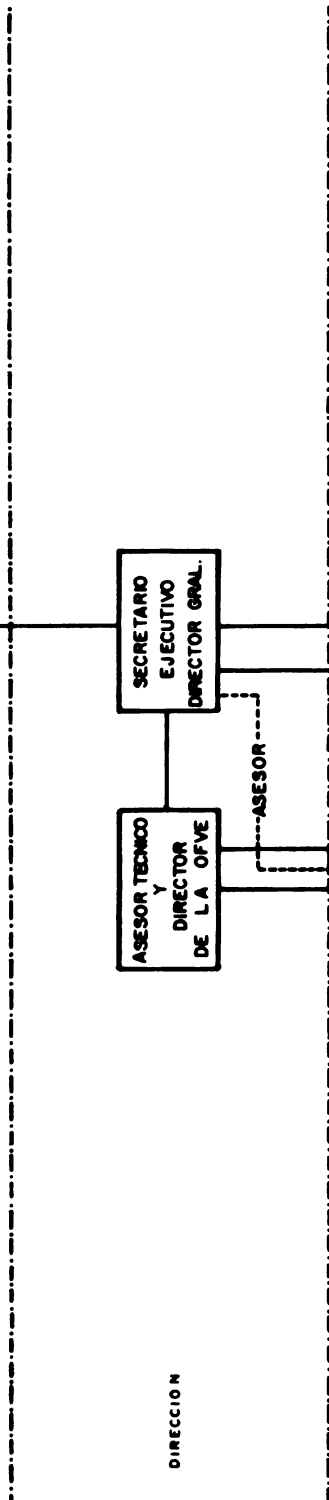 DIRECCION
ASESOR TECNICO
Y
DIRECTOR
DE LA OFVE
SECRETARIO
EJECUTIVO
DIRECTOR GRAL.
ASESOR